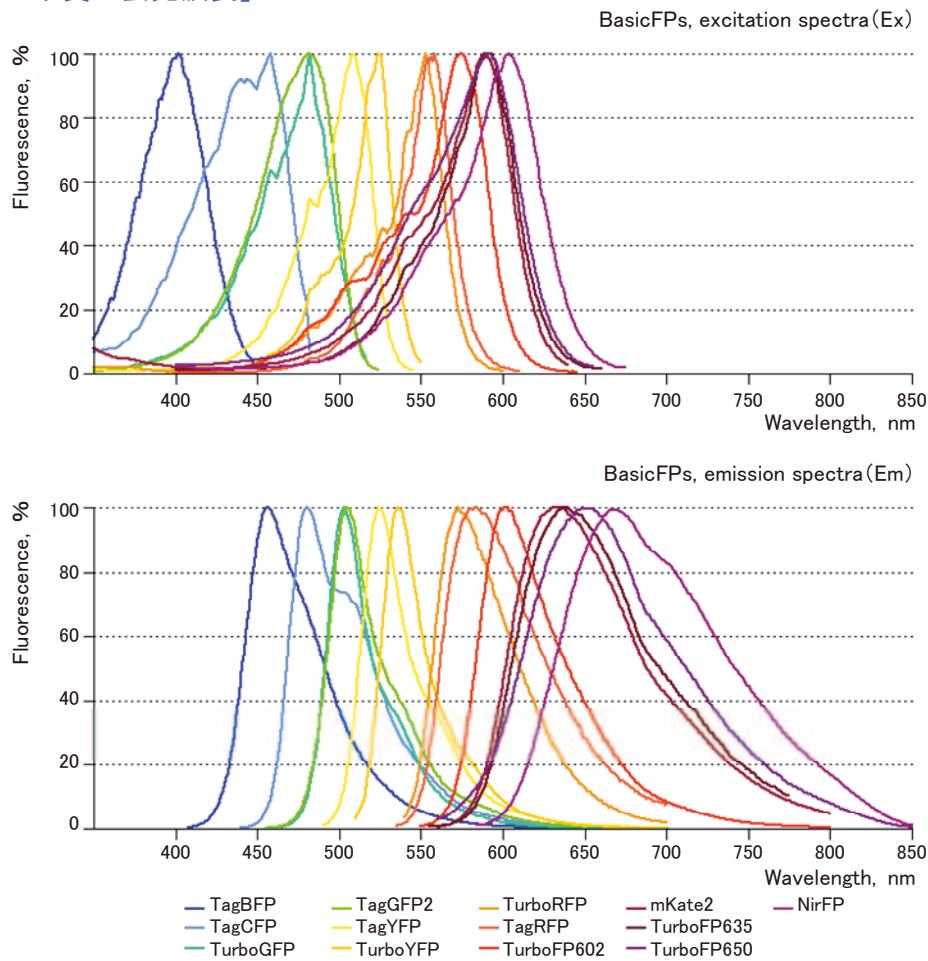 BasicFPs, excitation spectra(Ex)
Fluorescence, %
100
80
60
40
20
0
400 450 500 550 600 650 700 750 800 850
Wavelength, nm
BasicFPs, emission spectra(Em)
Fluorescence, %
100
80
60
40
20
0
400 450 500 550 600 650 700 750 800 850
Wavelength, nm
TagBFP TagGFP2 TurboRFP mKate2 NirFP
TagCFP TagYFP TagRFP TurboFP635
TurboGFP TurboYFP TurboFP602 TurboFP650